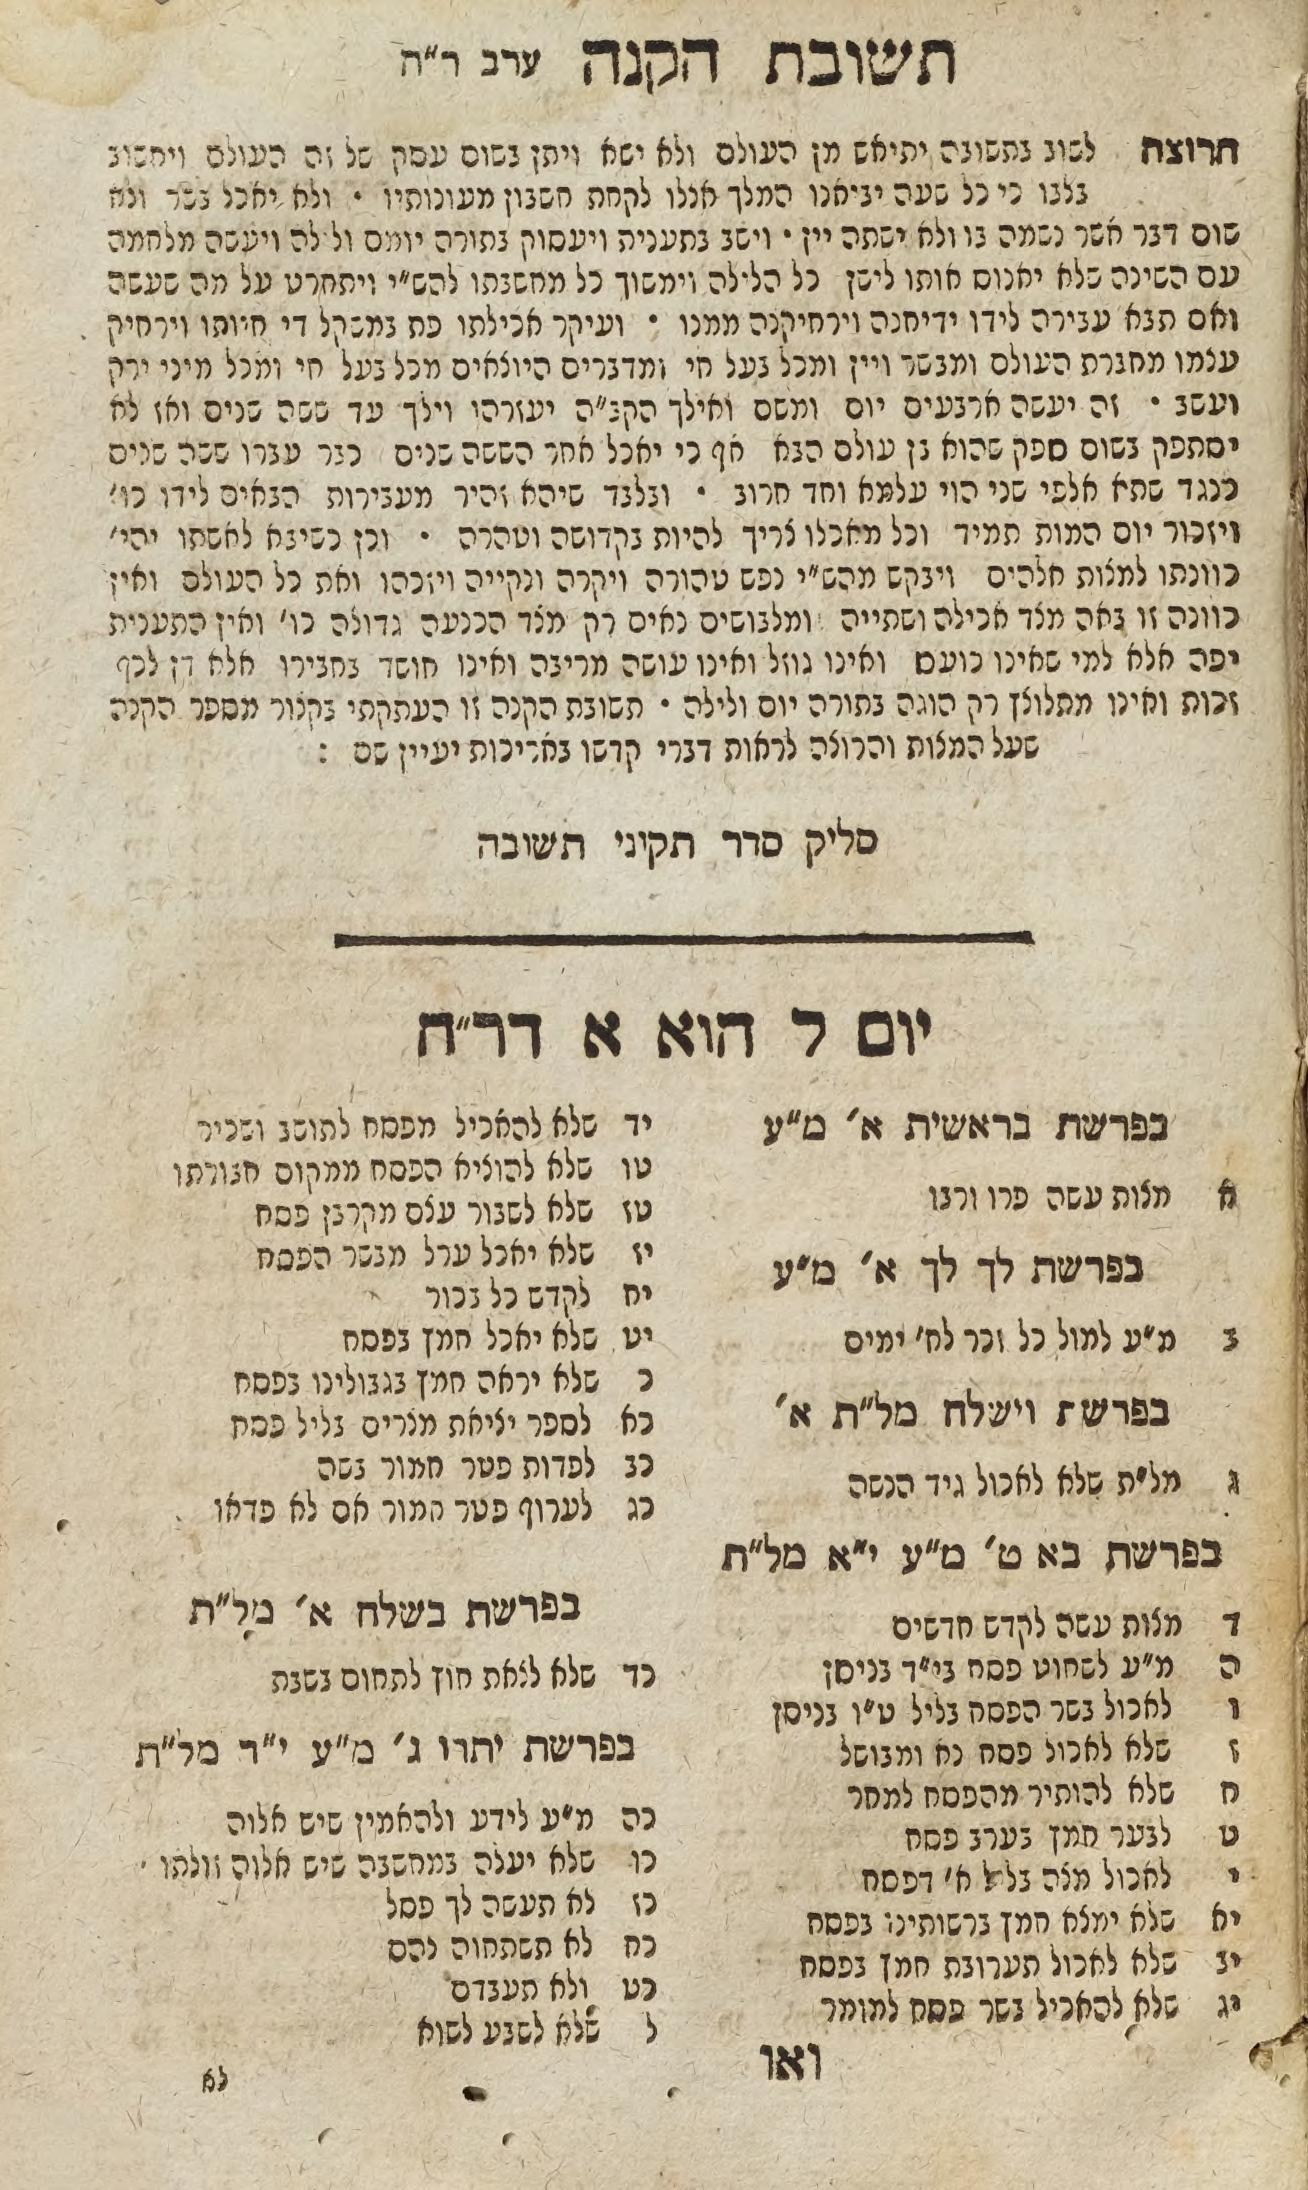 תשובת הקנה ערב ר״ה
הרוצה לשוב בתשובה יתיאש מן העולם ולא ישא ויתן בשום עסק של זה העולם ויחשוב
בלבו כי כל שעה יביאנו המלך אצלו לקחת חשבון מעונותיו • ולא יאכל בשר ולא
שום דבר אשר נשמה בו ולא ישתה יין • וישב בתענית ויעסוק בתורה יומם ולילה ויעשה מלחמה
עם השינה שלא יאנוס אותו לישן כל הלילה וימשוך כל מחשבתו להש״י ויתחרט על מה שעשה
ואם תבא עבירה לידו ידיחנה וירחיקנה ממנו • ועיקר אכילתו פת במשקל די חיותו וירחיק
עצמו מחברת העולם ומבשר ויין ומכל בעל חי ומדברים היוצאים מכל בעל חי ומכל מיני ירק
ועשב • זה יעשה ארבעים יום ומשם ואילך הקב״ה יעזרהו וילך עד ששה שנים ואז לא
יסתפק בשום ספק שהוא בן עולם הבא אף כי יאכל אחר הששה שנים כבר עברו ששה שנים
כנגד שתא אלפי שני הוי עלמא וחד חרוב • ובלבד שיהא זהיר מעבירות הבאים לידו כו׳
ויזכור יום המות תמיד וכל מאכלו צריך להיות בקדושה וטהרה • וכן כשיבא לאשתו יהי׳
כוונתו למצות אלהים ויבקש מהש״י נפש טהורה ויקרה ונקייה ויזכהו ואת כל העולם ואין
כוונה זו באה מצד אכילה ושתייה ומלבושים נאים רק מצד הכנעה גדולה כו׳ ואין התענית
יפה אלא למי שאינו כועס ואינו גוזל ואינו עושה מריבה ואינו חושד בחבירו אלא דן לכף
זכות ואינו מתלוצץ רק הוגה בתורה יום ולילה • תשובת הקנה זו העתקתי בקצור מספר הקנה
שעל המצות והרוצה לראות דברי קדשו באריכות יעיין שם :
סליק סדר תקוני תשובה
יום ל הוא א דר״ח
בפרשת בראשית א׳ מ״ע
א מצות עשה פרו ורבו
בפרשת לך לך א׳ מ״ע
ב מ״ע למול כל זכר לח׳ ימים
בפרשת וישלח מל״ת א׳
ג מל״ת שלא לאכול גיד הנשה
בפרשת בא ט׳ מ״ע י״א מל״ת
ד מצות עשה לקדש חדשים
ה מ״ע לשחוט פסח בי״ד בניסן
ו לאכול בשר הפסח בליל ט״ו בניסן
ז שלא לאכול פסח נא ומבושל
ח שלא להותיר מהפסח למחר
ט לבער חמץ בערב פסח
י לאכול מצה בליל א׳ דפסח
יא שלא ימצא חמץ ברשותינו בפסח
יב שלא לאכול תערובת חמץ בפסח
יג שלא להאכיל בשר פסח למומר
ואו
יד שלא להאכיל מפסח לתושב ושכיר
טו שלא להוציא הפסח ממקום חבורתו
טז שלא לשבור עצם מקרבן פסח
יז שלא יאכל ערל מבשר הפסח
יח לקדש כל בכור
יט שלא יאכל חמץ בפסח
כ שלא יראה חמץ בגבולינו בפסח
כא לספר יציאת מצרים בליל פסח
כב לפדות פטר חמור בשה
כג לערוף פטר חמור אם לא פדאו
בפרשת בשלח א׳ מל״ת
כד שלא לצאת חוץ לתחום בשבת
בפרשת יתרו ג׳ מ״ע י״ד מל״ת
כה מ״ע לידע ולהאמין שיש אלוה
כו שלא יעלה במחשבה שיש אלוה זולתו
כז לא תעשה לך פסל
כח לא תשתחוה להם
כט ולא תעבדם
ל שלא לשבע לשוא
לא